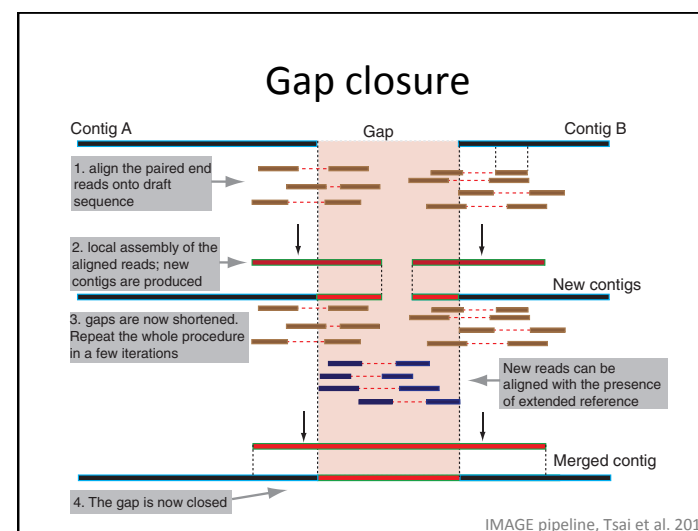 Gap closure
Contig A
Gap
Contig B
1. align the paired end
reads onto draft
sequence
2. local assembly of the
aligned reads; new
contigs are produced
New contigs
3. gaps are now shortened.
Repeat the whole procedure
in a few iterations
New reads can be
aligned with the presence
of extended reference
Merged contig
4. The gap is now closed
IMAGE pipeline, Tsai et al. 201